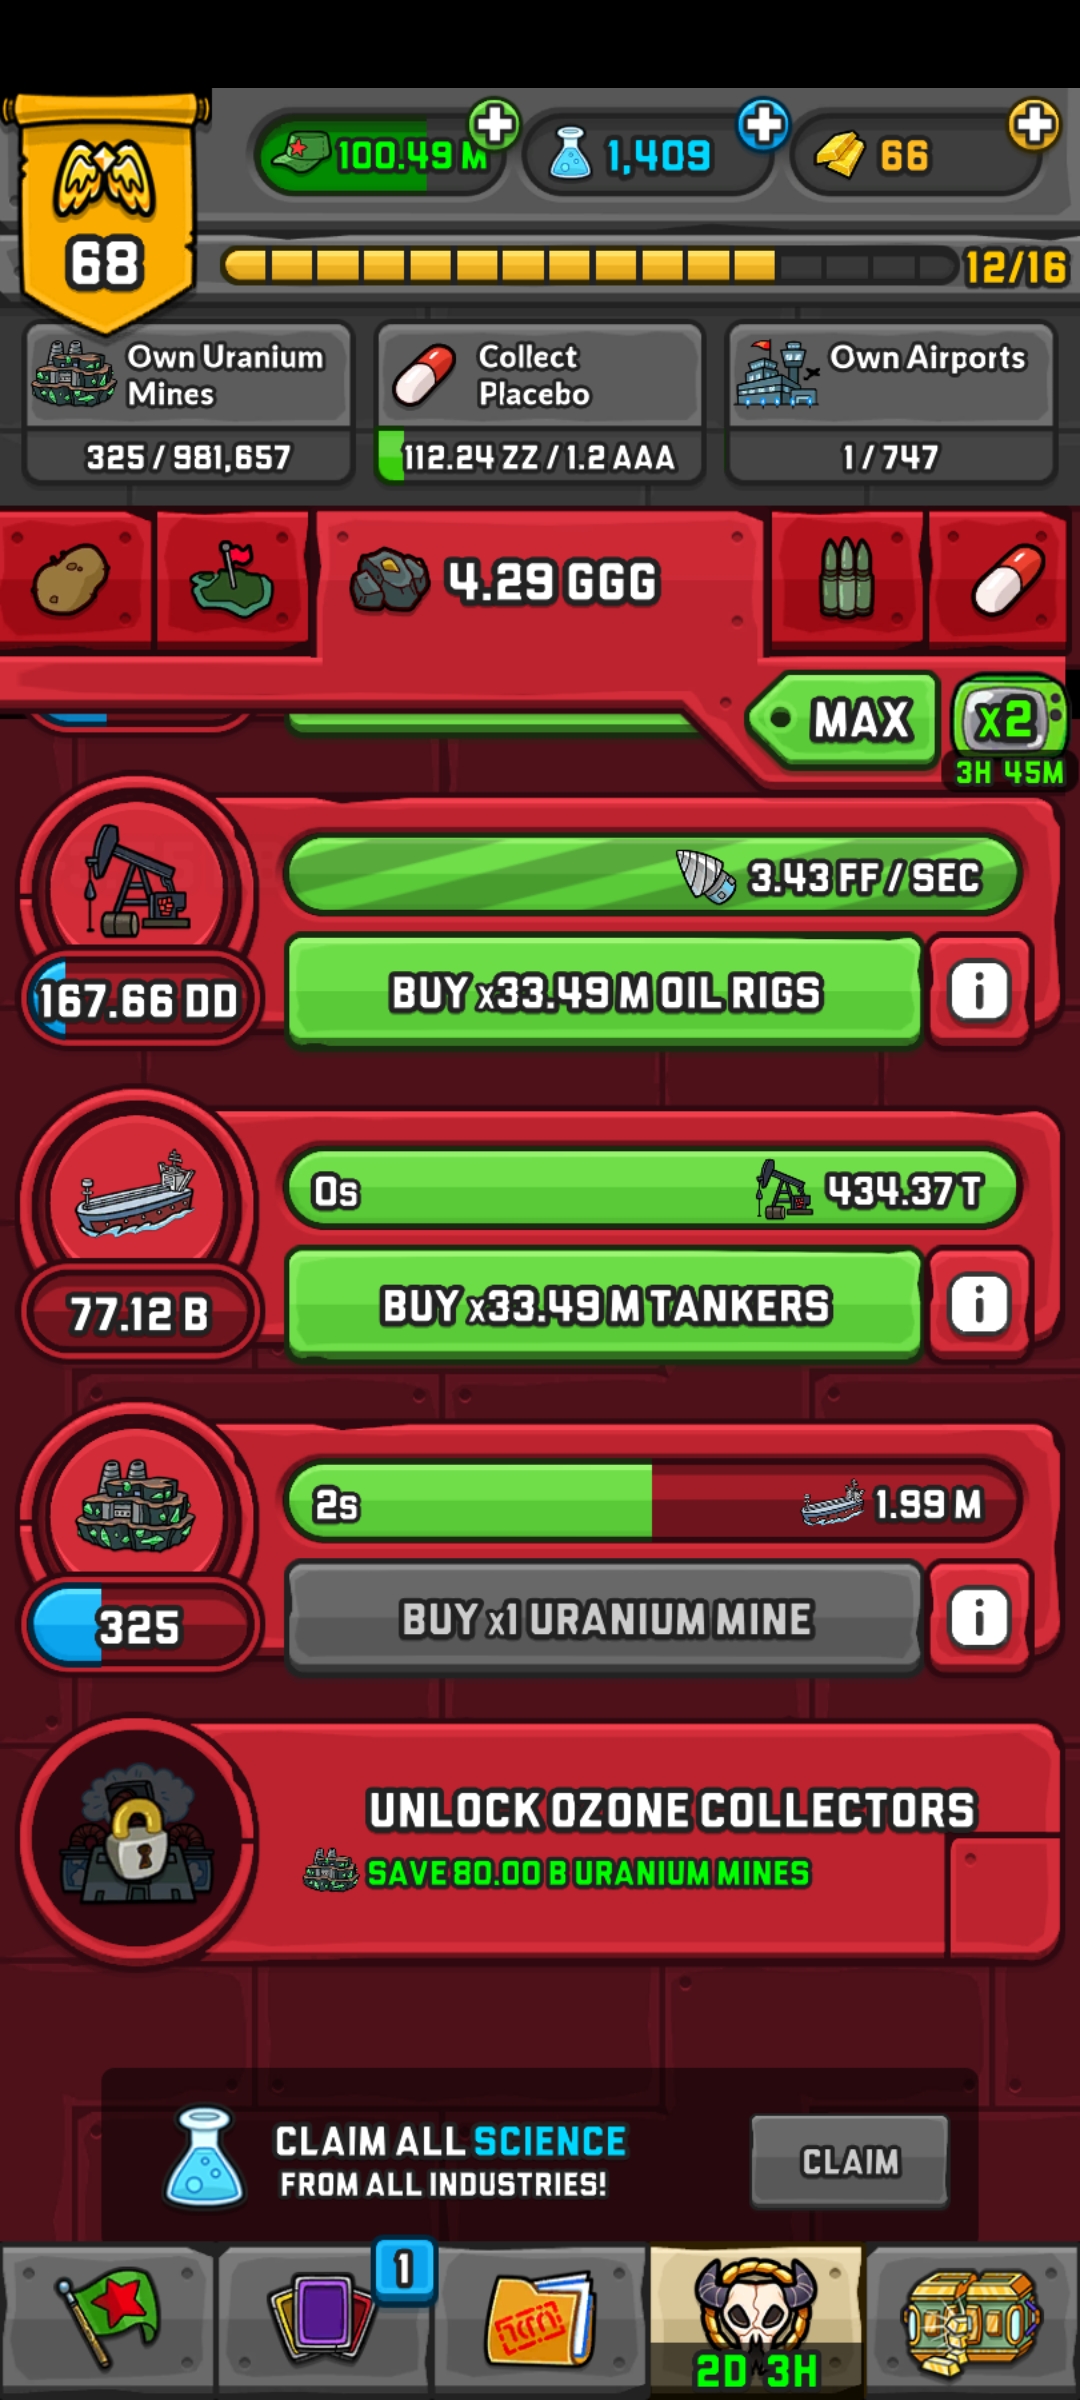 100.49 M
1,409
66
68
12/16
Own Uranium
Mines
325 / 981,657
Collect
Placebo
112.24 ZZ / 1.2 AAA
Own Airports
1 / 747
4.29 GGG
MAX
x2
3H 45M
3.43 FF / SEC
167.66 DD
BUY x33.49 M OIL RIGS
i
0s
434.37 T
77.12 B
BUY x33.49 M TANKERS
i
2s
1.99 M
325
BUY x1 URANIUM MINE
i
UNLOCK OZONE COLLECTORS
SAVE 80.00 B URANIUM MINES
CLAIM ALL SCIENCE
FROM ALL INDUSTRIES!
CLAIM
1
2D 3H